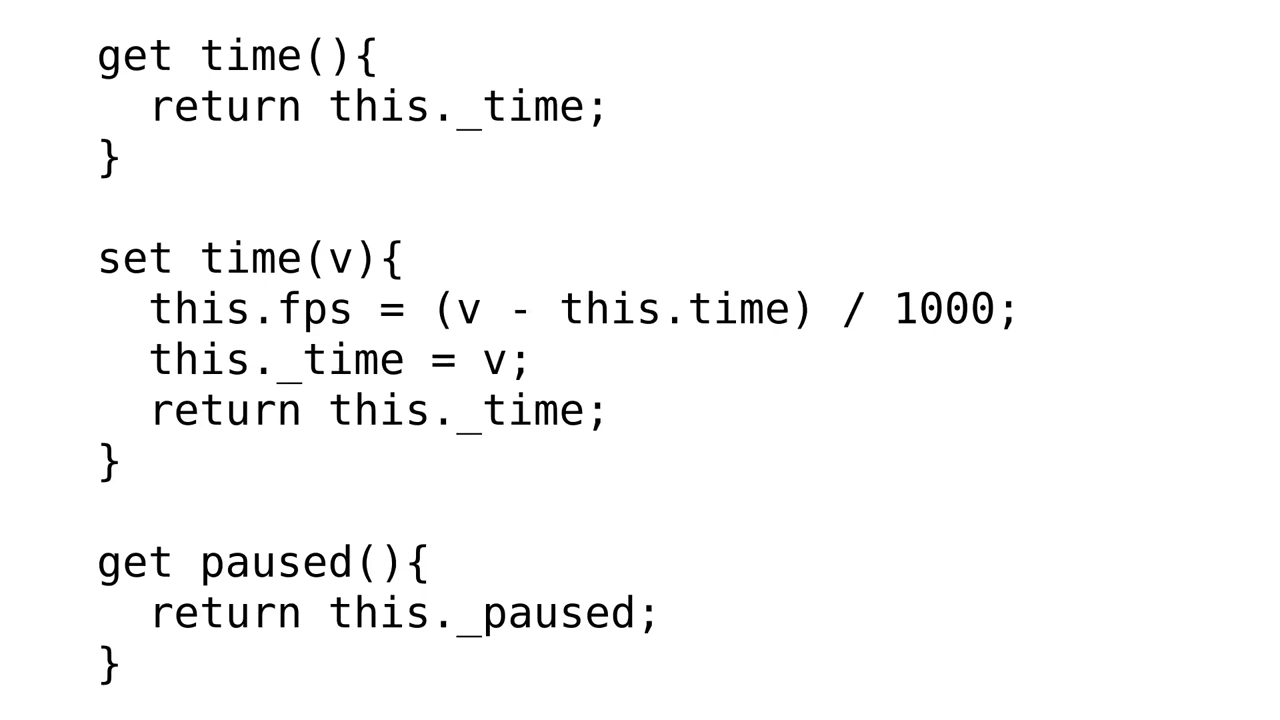 get time(){
  return this._time;
}

set time(v){
  this.fps = (v - this.time) / 1000;
  this._time = v;
  return this._time;
}

get paused(){
  return this._paused;
}